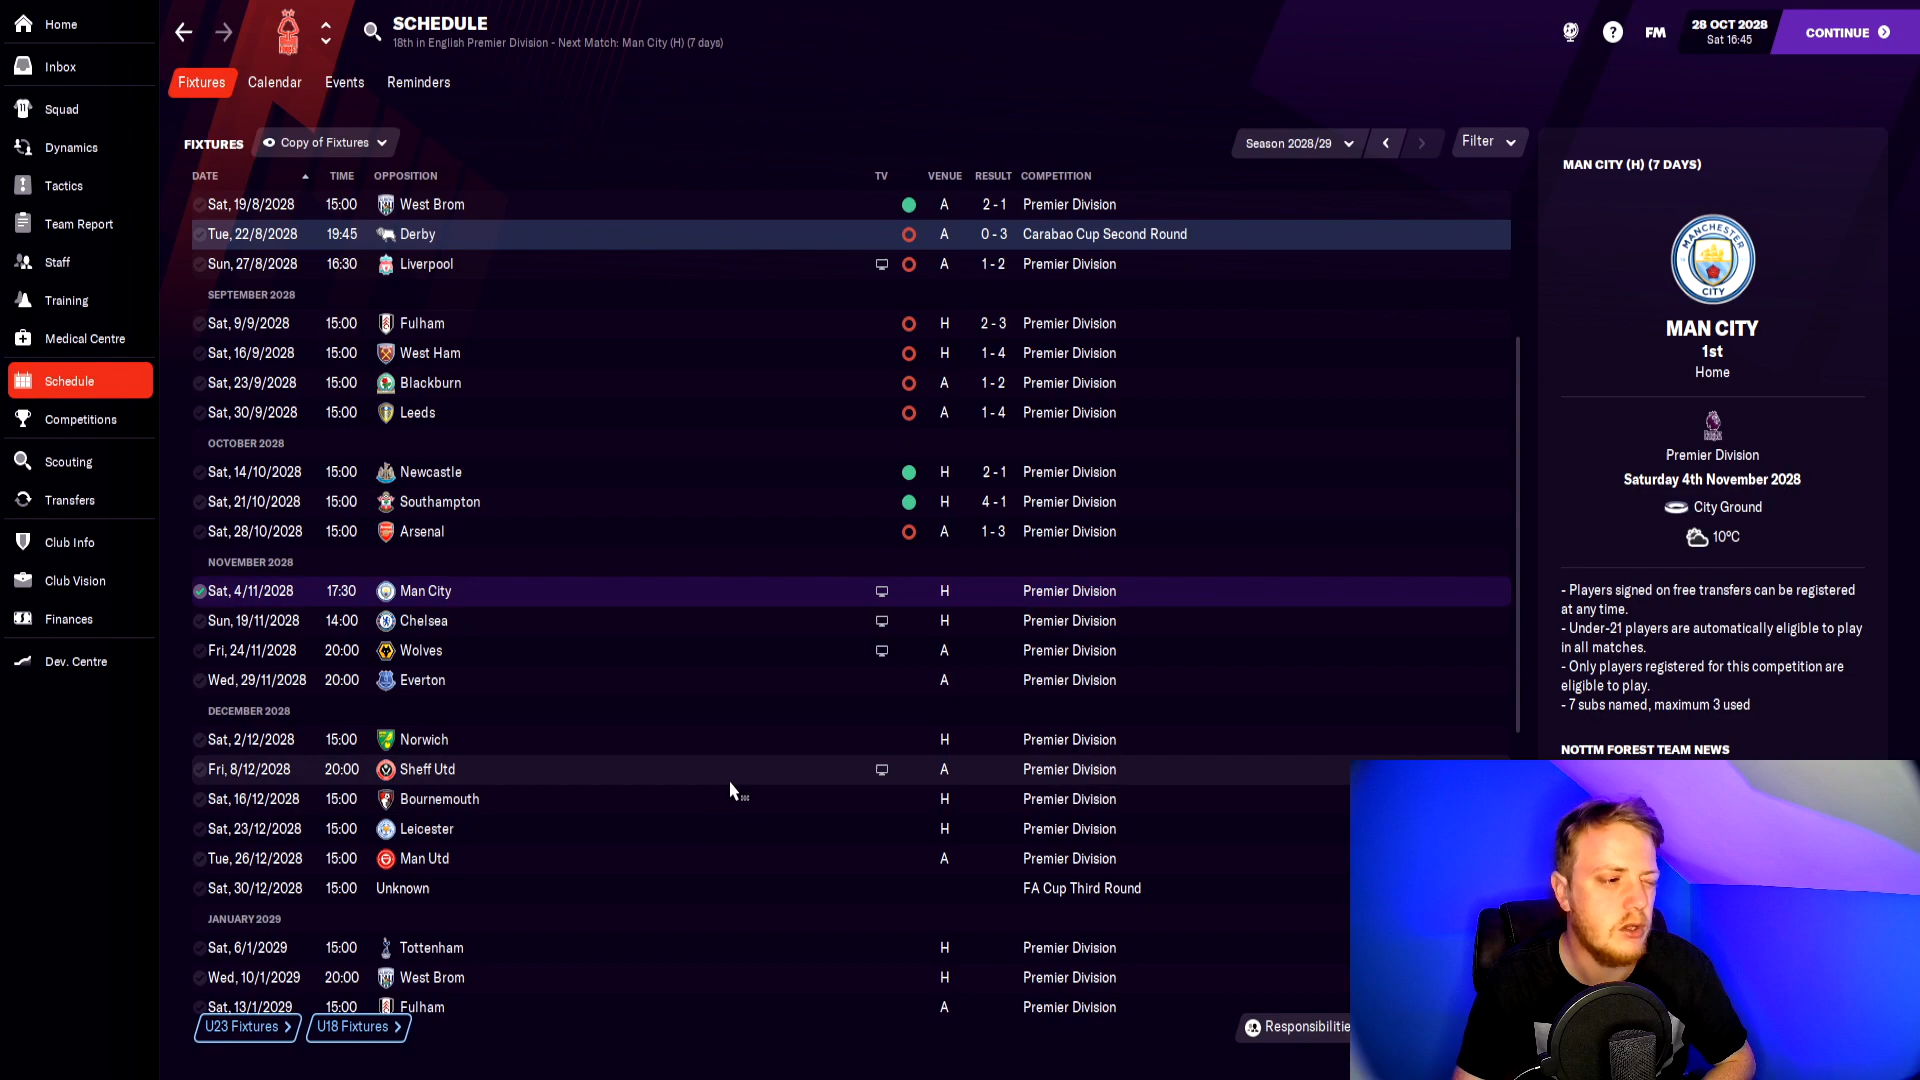 Home
Inbox
Squad
Dynamics
Tactics
Team Report
Staff
Training
Medical Centre
Schedule
Competitions
Scouting
Transfers
Club Info
Club Vision
Finances
Dev. Centre
SCHEDULE
18th in English Premier Division - Next Match: Man City (H) (7 days)
? FM 28 OCT 2028 CONTINUE
Sat 16:45
Fixtures Calendar Events Reminders
FIXTURES Copy of Fixtures Season 2028/29 Filter
DATE TIME OPPOSITION TV VENUE RESULT COMPETITION
Sat, 19/8/2028 15:00 West Brom A 2 - 1 Premier Division
Tue, 22/8/2028 19:45 Derby A 0 - 3 Carabao Cup Second Round
Sun, 27/8/2028 16:30 Liverpool A 1 - 2 Premier Division
SEPTEMBER 2028
Sat, 9/9/2028 15:00 Fulham H 2 - 3 Premier Division
Sat, 16/9/2028 15:00 West Ham H 1 - 4 Premier Division
Sat, 23/9/2028 15:00 Blackburn A 1 - 2 Premier Division
Sat, 30/9/2028 15:00 Leeds A 1 - 4 Premier Division
OCTOBER 2028
Sat, 14/10/2028 15:00 Newcastle H 2 - 1 Premier Division
Sat, 21/10/2028 15:00 Southampton H 4 - 1 Premier Division
Sat, 28/10/2028 15:00 Arsenal A 1 - 3 Premier Division
NOVEMBER 2028
Sat, 4/11/2028 17:30 Man City H Premier Division
Sun, 19/11/2028 14:00 Chelsea H Premier Division
Fri, 24/11/2028 20:00 Wolves A Premier Division
Wed, 29/11/2028 20:00 Everton A Premier Division
DECEMBER 2028
Sat, 2/12/2028 15:00 Norwich H Premier Division
Fri, 8/12/2028 20:00 Sheff Utd A Premier Division
Sat, 16/12/2028 15:00 Bournemouth H Premier Division
Sat, 23/12/2028 15:00 Leicester H Premier Division
Tue, 26/12/2028 15:00 Man Utd A Premier Division
Sat, 30/12/2028 15:00 Unknown FA Cup Third Round
JANUARY 2029
Sat, 6/1/2029 15:00 Tottenham H Premier Division
Wed, 10/1/2029 20:00 West Brom H Premier Division
Sat, 13/1/2029 15:00 Fulham A Premier Division
U23 Fixtures U18 Fixtures Responsibilitie
MAN CITY (H) (7 DAYS)
MANCHESTER
CITY
MAN CITY
1st
Home
Premier Division
Saturday 4th November 2028
City Ground
10°C
- Players signed on free transfers can be registered
at any time.
- Under-21 players are automatically eligible to play
in all matches.
- Only players registered for this competition are
eligible to play.
- 7 subs named, maximum 3 used
NOTTM FOREST TEAM NEWS